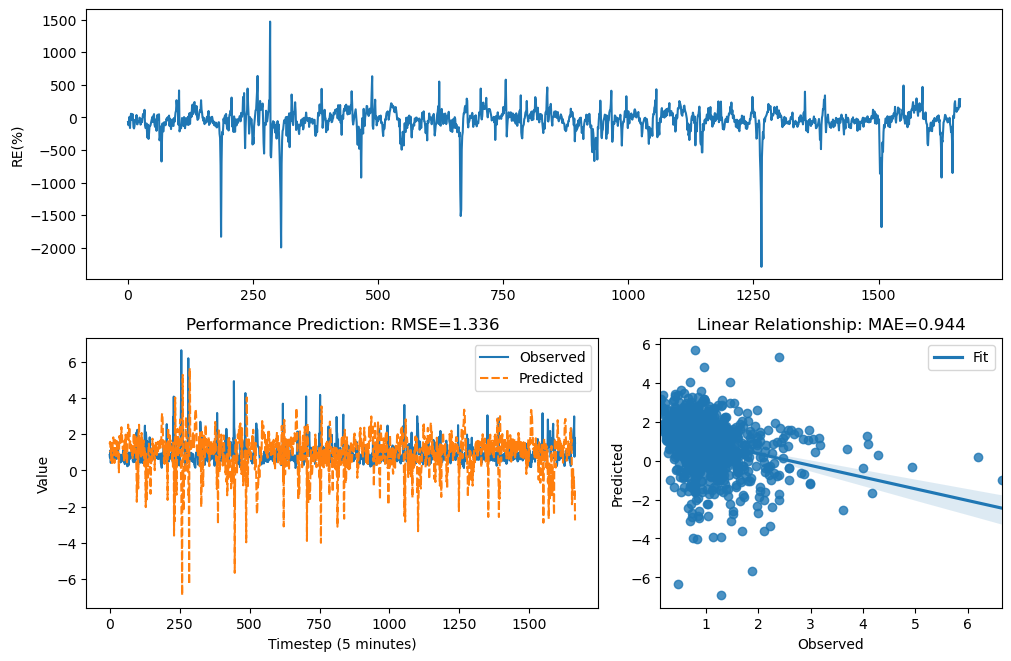 RE(%)
1500
1000
500
0
−500
−1000
−1500
−2000
0 250 500 750 1000 1250 1500
Performance Prediction: RMSE=1.336
Value
6
4
2
0
−2
−4
−6
Observed
Predicted
0 250 500 750 1000 1250 1500
Timestep (5 minutes)
Linear Relationship: MAE=0.944
Predicted
6
4
2
0
−2
−4
−6
Fit
1 2 3 4 5 6
Observed